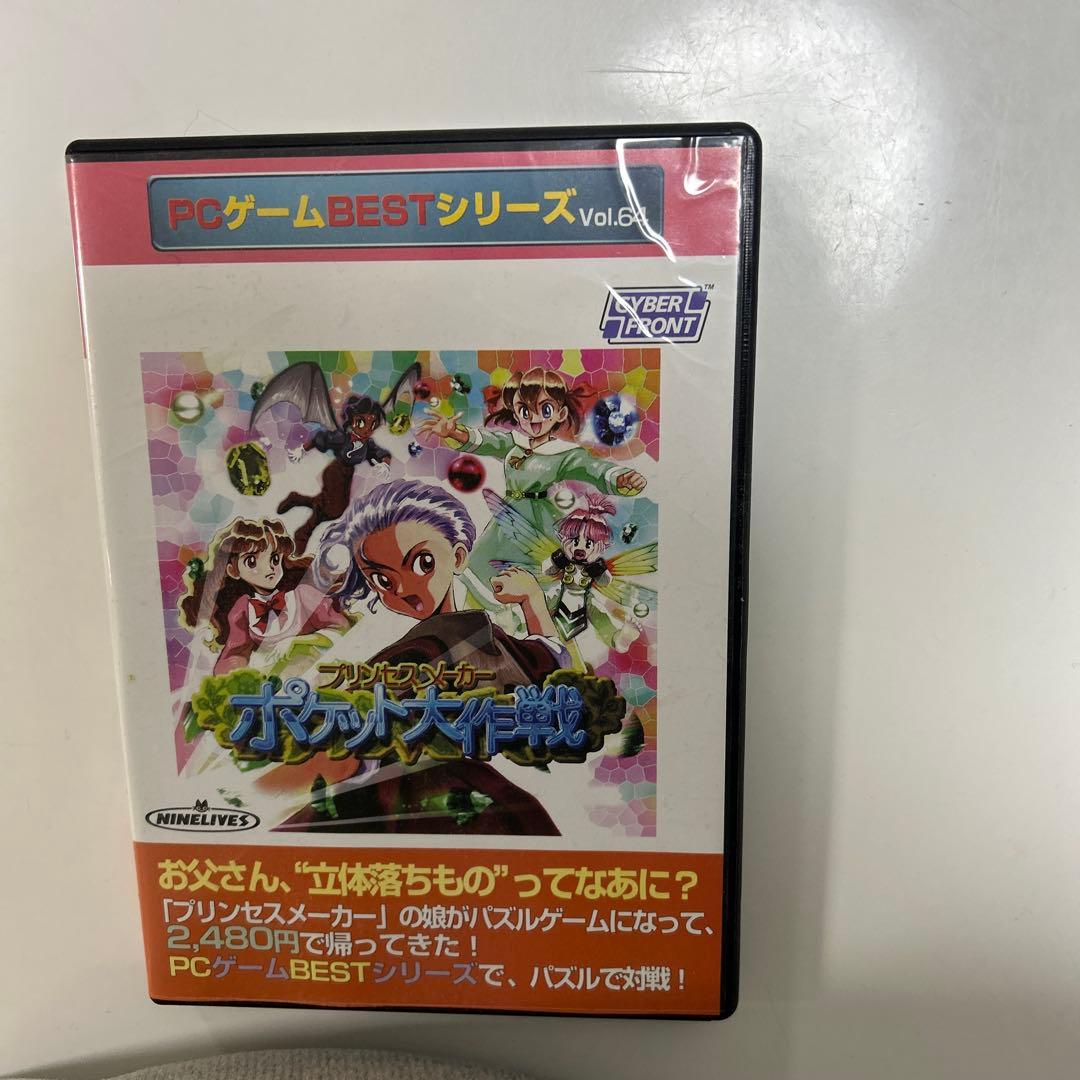 PCゲームBESTシリーズ Vol.64
CYBER FRONT™
プリンセスメーカー
ポケット大作戦
NINELIVES
お父さん、“立体落ちもの”ってなあに？
「プリンセスメーカー」の娘がパズルゲームになって、
2,480円で帰ってきた！
PCゲームBESTシリーズで、パズルで対戦！